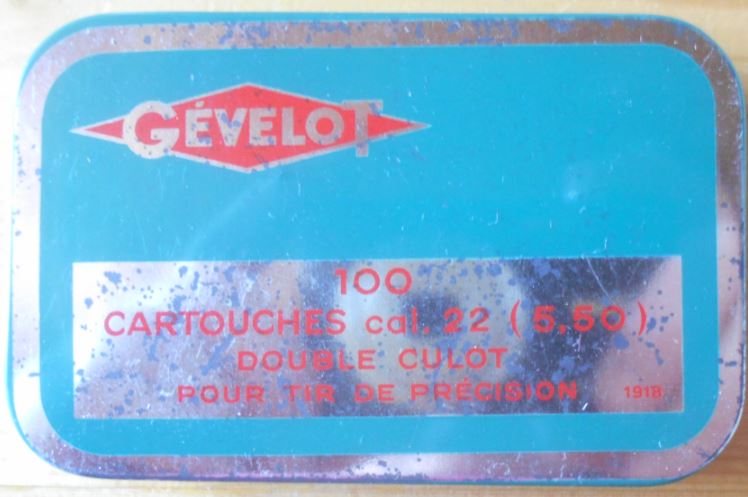 GÉVELOT
100
CARTOUCHES cal. 22 (5,50)
DOUBLE CULOT
POUR TIR DE PRÉCISION 1918